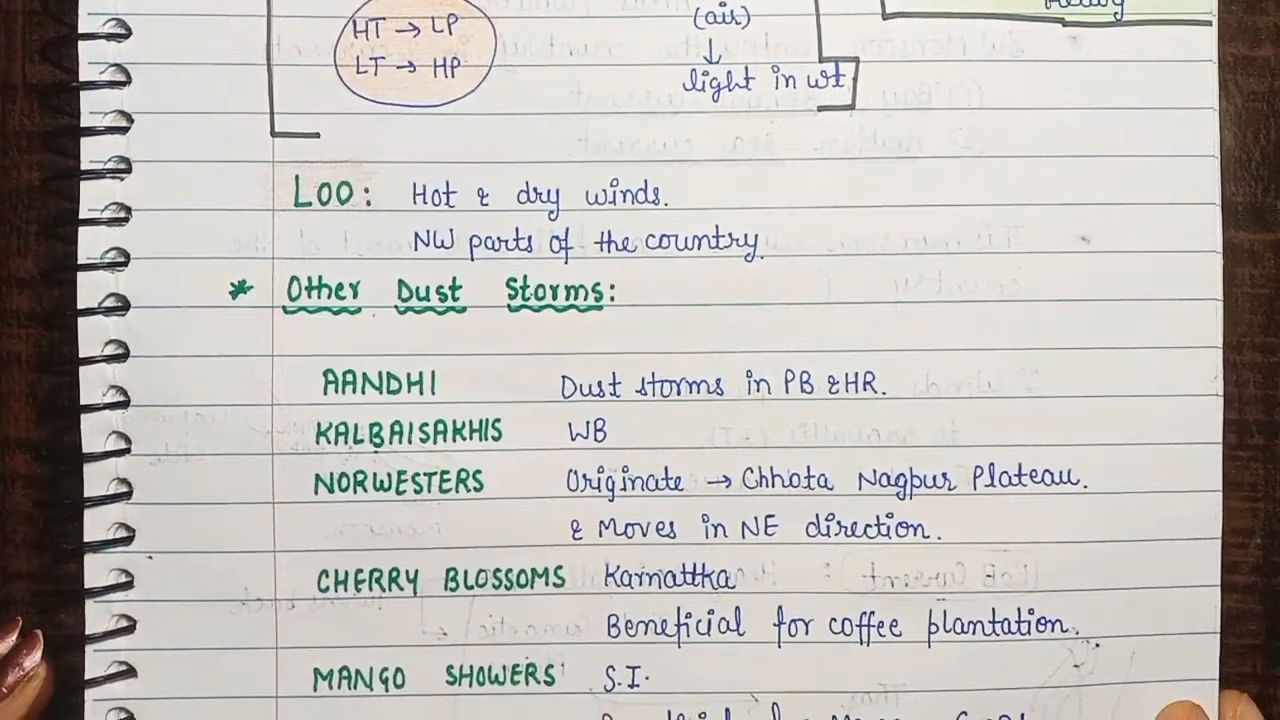 HT → LP
LT → HP
(air)
↓
light in wt
LOO: Hot & dry winds.
NW parts of the country.
* Other Dust Storms:
AANDHI Dust storms in PB & HR.
KALBAISAKHIS WB
NORWESTERS Originate → Chhota Nagpur Plateau.
& Moves in NE direction.
CHERRY BLOSSOMS Karnattka
Beneficial for coffee plantation.
MANGO SHOWERS S.I.